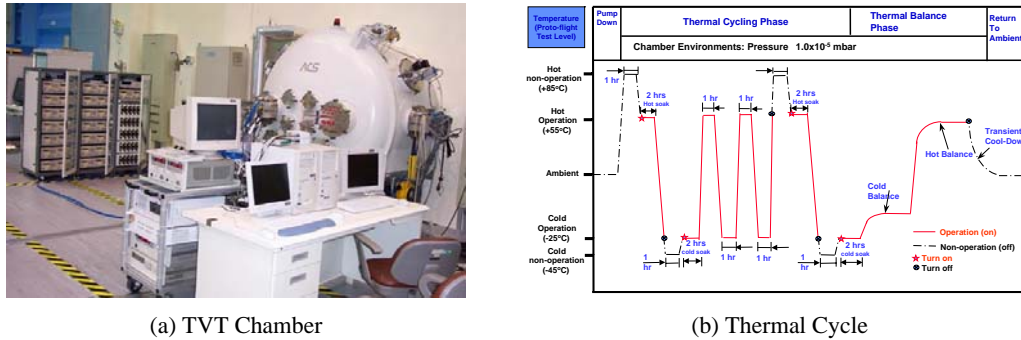 ACS
Temperature
(Proto-flight
Test Level)
Pump
Down
Thermal Cycling Phase
Thermal Balance
Phase
Return
To
Ambient
Chamber Environments: Pressure 1.0x10-5 mbar
Hot
non-operation
(+85°C)
1 hr
1 hr
2 hrs
Hot soak
1 hr
1 hr
2 hrs
Hot soak
Hot
Operation
(+55°C)
Transient
Cool-Dow
Hot Balance
Ambient
Cold
Balance
Cold
Operation
(-25°C)
2 hrs
cold soak
1 hr
1 hr
2 hrs
cold soak
Cold
non-operation
(-45°C)
1
hr
1
hr
Operation (on)
Non-operation (off)
Turn on
Turn off
(a) TVT Chamber
(b) Thermal Cycle